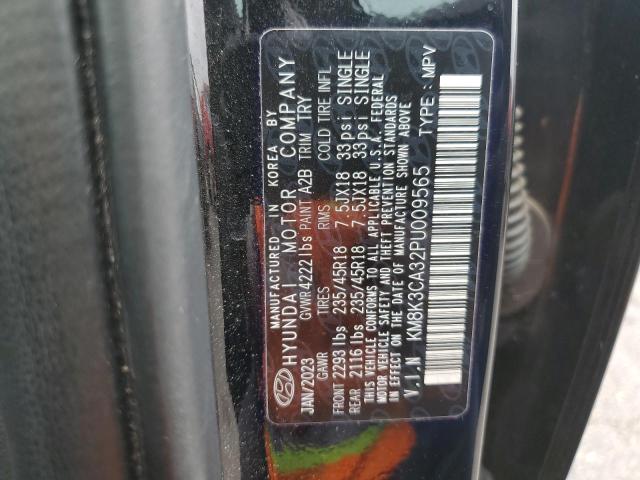 MANUFACTURED IN KOREA BY
HYUNDAI MOTOR COMPANY
JAN/2023 GVWR 4222 lbs PAINT A2B TRIM TRY
GAWR TIRES RIMS COLD TIRE INFL
FRONT 2293 lbs 235/45R18 7.5JX18 33psi SINGLE
REAR 2116 lbs 235/45R18 7.5JX18 33psi SINGLE
THIS VEHICLE CONFORMS TO ALL APPLICABLE U.S.A. FEDERAL
MOTOR VEHICLE SAFETY AND THEFT PREVENTION STANDARDS
IN EFFECT ON THE DATE OF MANUFACTURE SHOWN ABOVE
V.I.N KM8K3CA32PU009565 TYPE : MPV